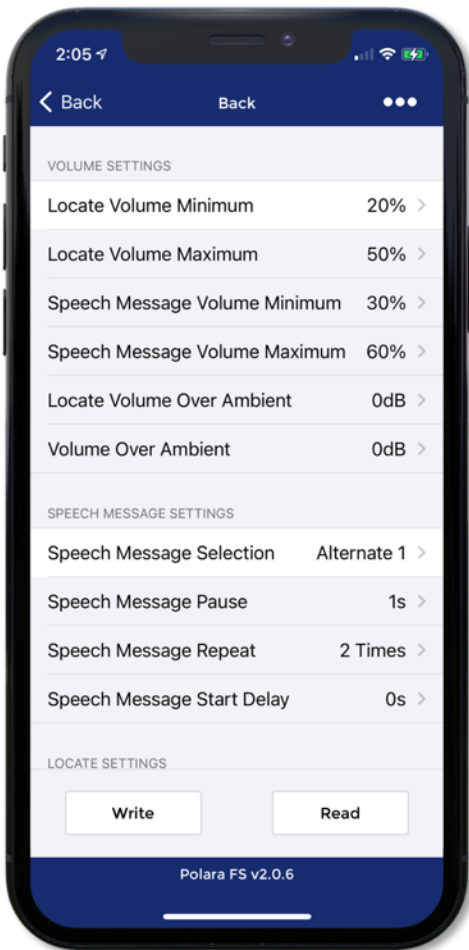 2:05
Back Back
VOLUME SETTINGS
Locate Volume Minimum 20%
Locate Volume Maximum 50%
Speech Message Volume Minimum 30%
Speech Message Volume Maximum 60%
Locate Volume Over Ambient 0dB
Volume Over Ambient 0dB
SPEECH MESSAGE SETTINGS
Speech Message Selection Alternate 1
Speech Message Pause 1s
Speech Message Repeat 2 Times
Speech Message Start Delay 0s
LOCATE SETTINGS
Write Read
Polara FS v2.0.6